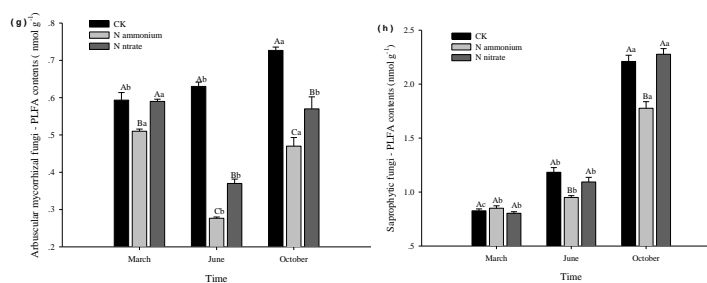 (g)
Arbuscular mycorrhizal fungi - PLFA contents ( nmol g-1)
.8
.7
.6
.5
.4
.3
.2
CK
N ammonium
N ntrate
Ab
Ba
Aa
Ab
Cb
Bb
Aa
Ca
Bb
March
June
October
Time
(h)
Saprophytic fungi - PLFA contents (nmol g-1)
2.5
2.0
1.5
1.0
.5
CK
N ammonium
N nitrate
Ac
Ab
Ab
Ab
Bb
Ab
Aa
Ba
Aa
March
June
October
Time